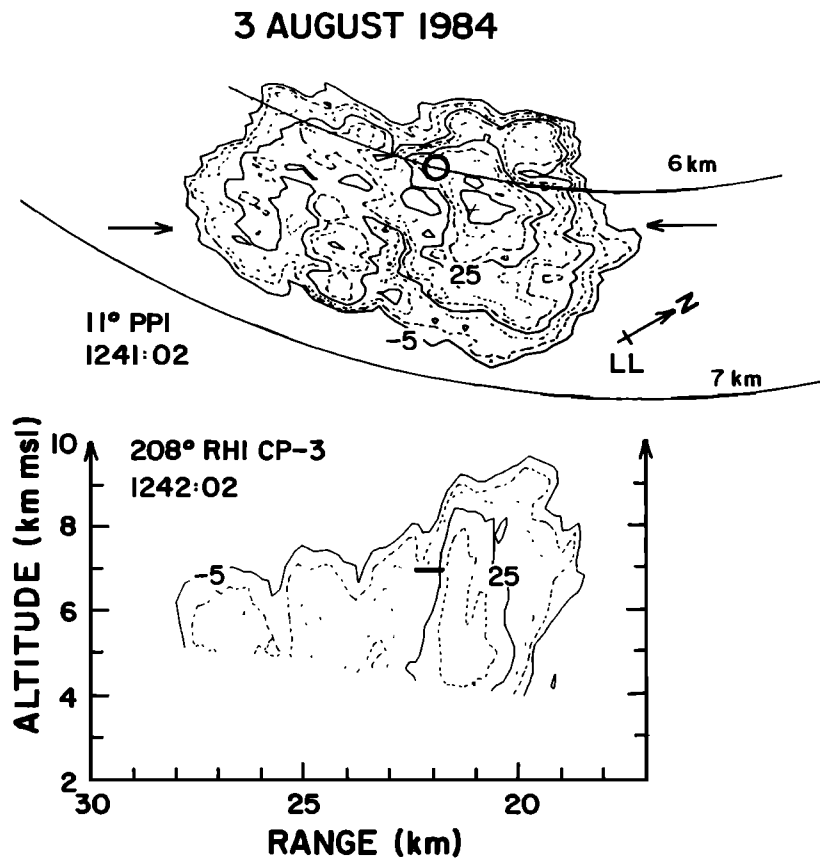 3 AUGUST 1984
6 km
25
11° PPI
1241:02
-5
N
LL
7 km
208° RHI CP-3
1242:02
ALTITUDE (km msl)
10
8
6
4
2
-5
25
30
25
20
RANGE (km)